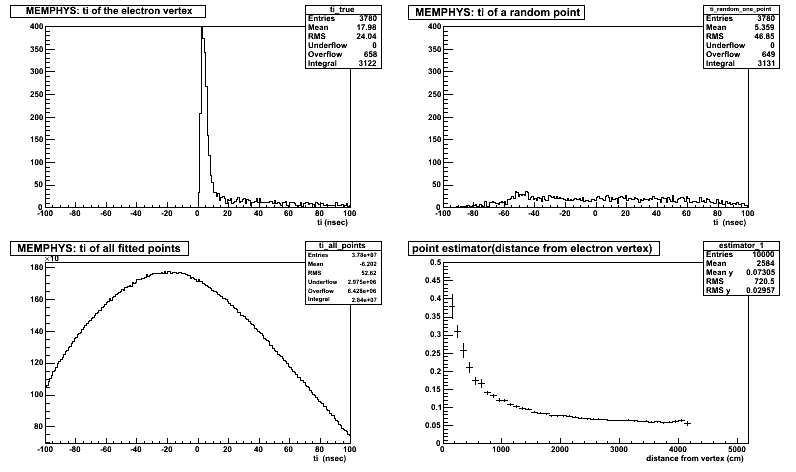 MEMPHYS: ti of the electron vertex
ti_true
Entries 3780
Mean 17.98
RMS 24.04
Underflow 0
Overflow 658
Integral 3122
400
350
300
250
200
150
100
50
0
-100 -80 -60 -40 -20 0 20 40 60 80 100
ti (nsec)
MEMPHYS: ti of a random point
ti_random_one_point
Entries 3780
Mean 5.359
RMS 46.85
Underflow 0
Overflow 649
Integral 3131
400
350
300
250
200
150
100
50
0
-100 -80 -60 -40 -20 0 20 40 60 80 100
ti (nsec)
MEMPHYS: ti of all fitted points
ti_all_points
Entries 3.78e+07
Mean -6.202
RMS 52.62
Underflow 2.975e+06
Overflow 6.428e+06
Integral 2.84e+07
×10
180
160
140
120
100
80
-100 -80 -60 -40 -20 0 20 40 60 80 100
ti (nsec)
point estimator(distance from electron vertex)
estimator_1
Entries 10000
Mean 2584
Mean y 0.07305
RMS 720.5
RMS y 0.02957
0.5
0.45
0.4
0.35
0.3
0.25
0.2
0.15
0.1
0.05
0
0 1000 2000 3000 4000 5000
distance from vertex (cm)